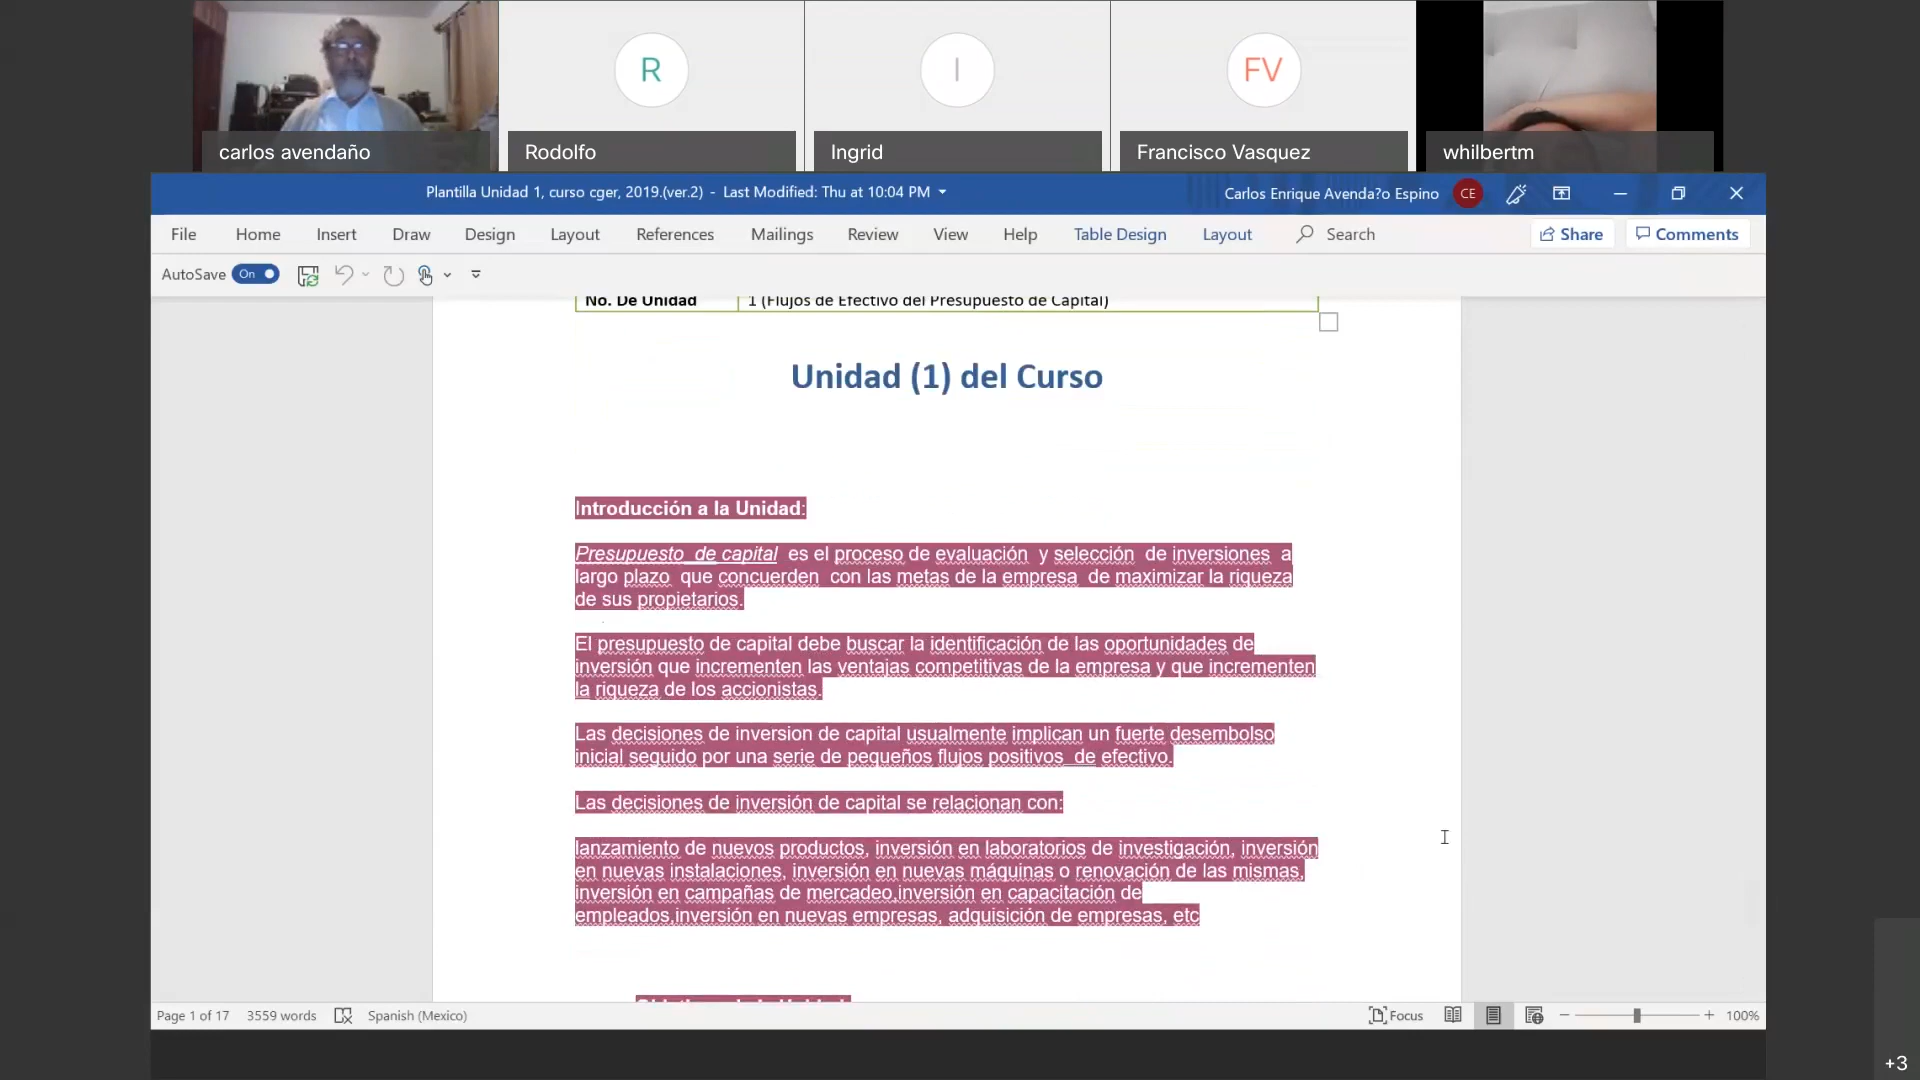 R
I
FV
carlos avendaño
Rodolfo
Ingrid
Francisco Vasquez
whilbertm
Plantilla Unidad 1, curso cger, 2019.(ver.2) - Last Modified: Thu at 10:04 PM
Carlos Enrique Avenda?o Espino
CE
File Home Insert Draw Design Layout References Mailings Review View Help Table Design Layout Search Share Comments
AutoSave On
No. De Unidad 1 (Flujos de Efectivo del Presupuesto de Capital)
Unidad (1) del Curso
Introducción a la Unidad:
Presupuesto de capital es el proceso de evaluación y selección de inversiones a
largo plazo que concuerden con las metas de la empresa de maximizar la riqueza
de sus propietarios.
El presupuesto de capital debe buscar la identificación de las oportunidades de
inversión que incrementen las ventajas competitivas de la empresa y que incrementen
la riqueza de los accionistas.
Las decisiones de inversion de capital usualmente implican un fuerte desembolso
inicial seguido por una serie de pequeños flujos positivos de efectivo.
Las decisiones de inversión de capital se relacionan con:
lanzamiento de nuevos productos, inversión en laboratorios de investigación, inversión
en nuevas instalaciones, inversión en nuevas máquinas o renovación de las mismas,
inversión en campañas de mercadeo,inversión en capacitación de
empleados,inversión en nuevas empresas, adquisición de empresas, etc
Page 1 of 17 3559 words Spanish (Mexico) Focus 100%
+3